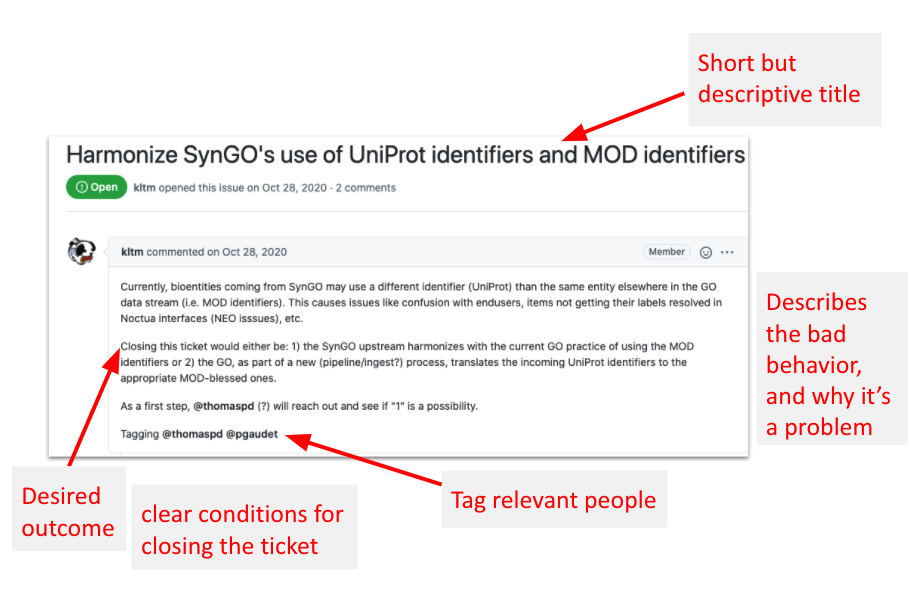 Short but
descriptive title
Harmonize SynGO's use of UniProt identifiers and MOD identifiers
Open kltm opened this issue on Oct 28, 2020 · 2 comments
kltm commented on Oct 28, 2020
Member
Currently, bioentities coming from SynGO may use a different identifier (UniProt) than the same entity elsewhere in the GO
data stream (i.e. MOD identifiers). This causes issues like confusion with endusers, items not getting their labels resolved in
Noctua interfaces (NEO isssues), etc.
Closing this ticket would either be: 1) the SynGO upstream harmonizes with the current GO practice of using the MOD
identifiers or 2) the GO, as part of a new (pipeline/ingest?) process, translates the incoming UniProt identifiers to the
appropriate MOD-blessed ones.
As a first step, @thomaspd (?) will reach out and see if "1" is a possibility.
Tagging @thomaspd @pgaudet
Describes
the bad
behavior,
and why it's
a problem
Desired
outcome
clear conditions for
closing the ticket
Tag relevant people